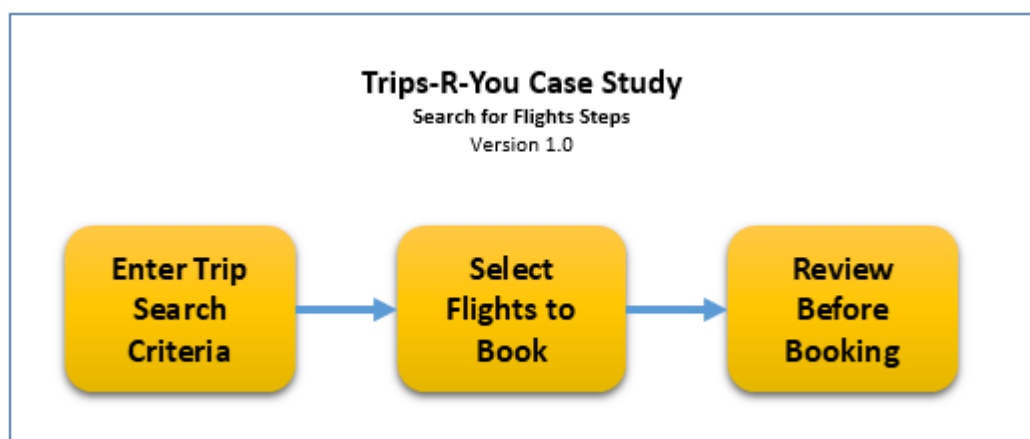 Trips-R-You Case Study
Search for Flights Steps
Version 1.0
Enter Trip
Search
Criteria
Select
Flights to
Book
Review
Before
Booking